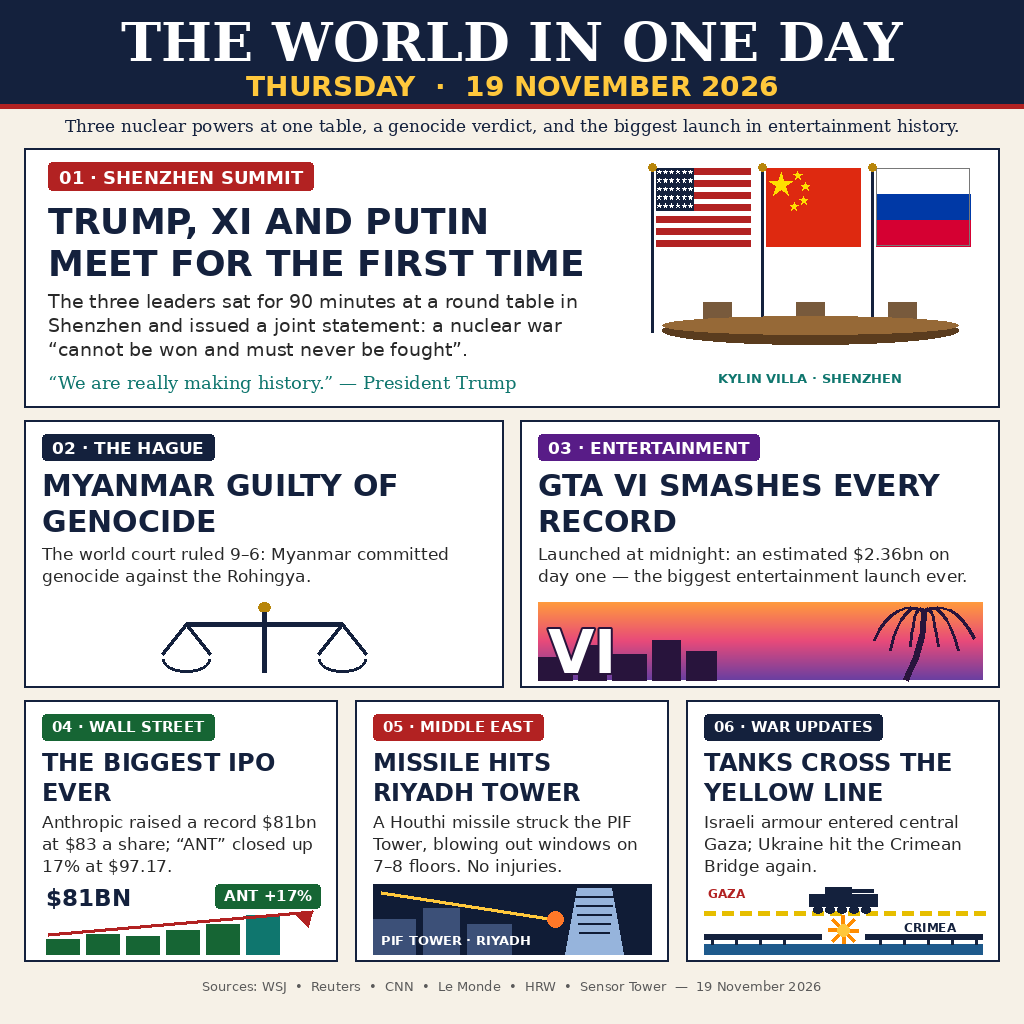 THE WORLD IN ONE DAY
THURSDAY · 19 NOVEMBER 2026
Three nuclear powers at one table, a genocide verdict, and the biggest launch in entertainment history.
01 · SHENZHEN SUMMIT
TRUMP, XI AND PUTIN
MEET FOR THE FIRST TIME
The three leaders sat for 90 minutes at a round table in
Shenzhen and issued a joint statement: a nuclear war
“cannot be won and must never be fought”.
“We are really making history.” — President Trump
KYLIN VILLA · SHENZHEN
02 · THE HAGUE
MYANMAR GUILTY OF
GENOCIDE
The world court ruled 9–6: Myanmar committed
genocide against the Rohingya.
03 · ENTERTAINMENT
GTA VI SMASHES EVERY
RECORD
Launched at midnight: an estimated $2.36bn on
day one — the biggest entertainment launch ever.
VI
04 · WALL STREET
THE BIGGEST IPO
EVER
Anthropic raised a record $81bn
at $83 a share; “ANT” closed up
17% at $97.17.
$81BN
ANT +17%
05 · MIDDLE EAST
MISSILE HITS
RIYADH TOWER
A Houthi missile struck the PIF
Tower, blowing out windows on
7–8 floors. No injuries.
PIF TOWER · RIYADH
06 · WAR UPDATES
TANKS CROSS THE
YELLOW LINE
Israeli armour entered central
Gaza; Ukraine hit the Crimean
Bridge again.
GAZA
CRIMEA
Sources: WSJ • Reuters • CNN • Le Monde • HRW • Sensor Tower — 19 November 2026